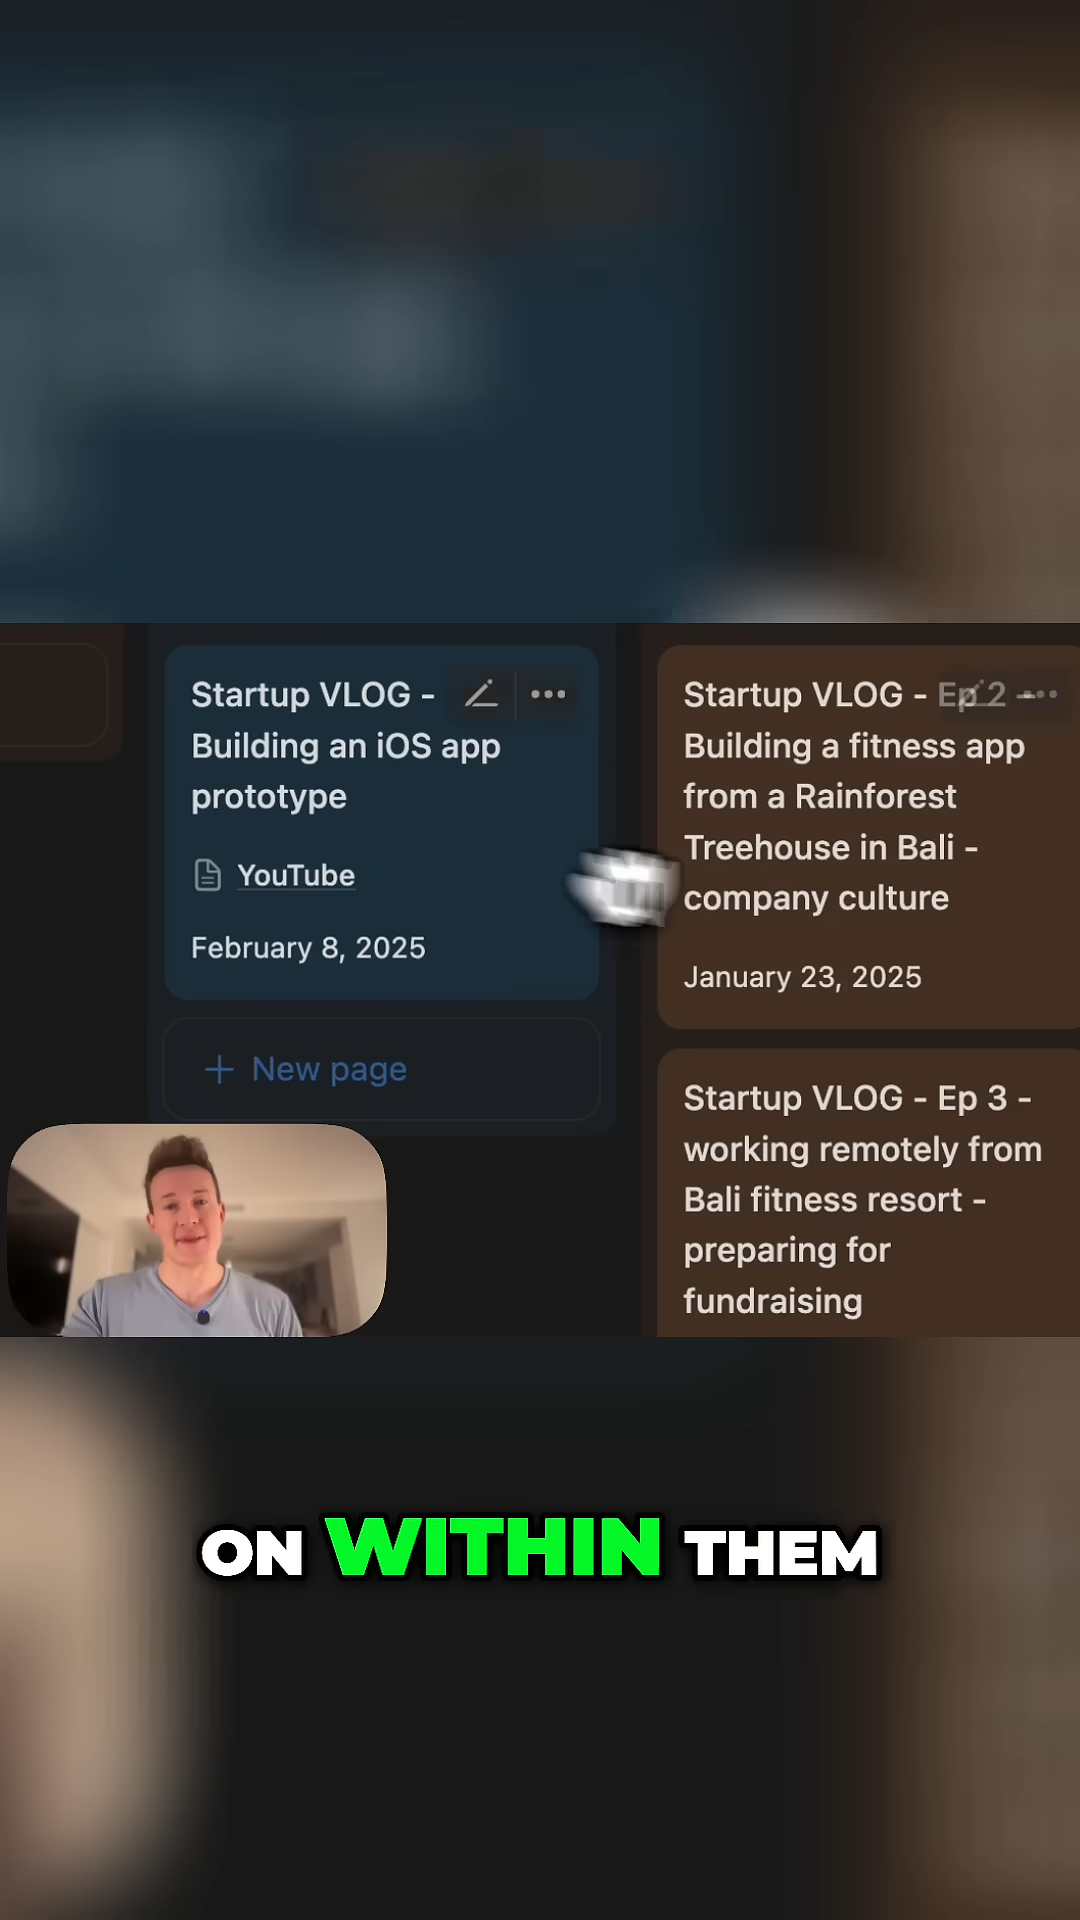 Startup VLOG -
Building an iOS app
prototype
YouTube
February 8, 2025
+ New page
Startup VLOG - Ep 2 -
Building a fitness app
from a Rainforest
Treehouse in Bali -
company culture
January 23, 2025
Startup VLOG - Ep 3 -
working remotely from
Bali fitness resort -
preparing for
fundraising
ON WITHIN THEM